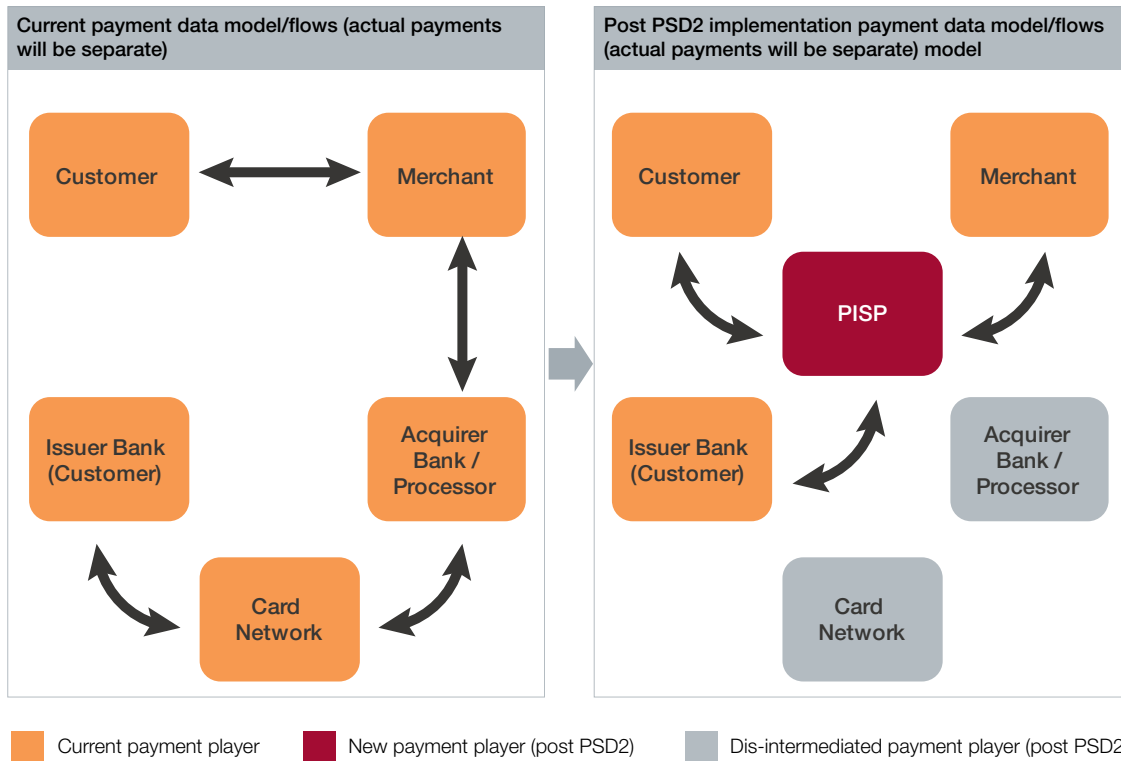 Current payment data model/flows (actual payments
will be separate)
Customer
Merchant
Issuer Bank
(Customer)
Acquirer
Bank /
Processor
Card
Network
Post PSD2 implementation payment data model/flows
(actual payments will be separate) model
Customer
Merchant
PISP
Issuer Bank
(Customer)
Acquirer
Bank /
Processor
Card
Network
Current payment player
New payment player (post PSD2)
Dis-intermediated payment player (post PSD2